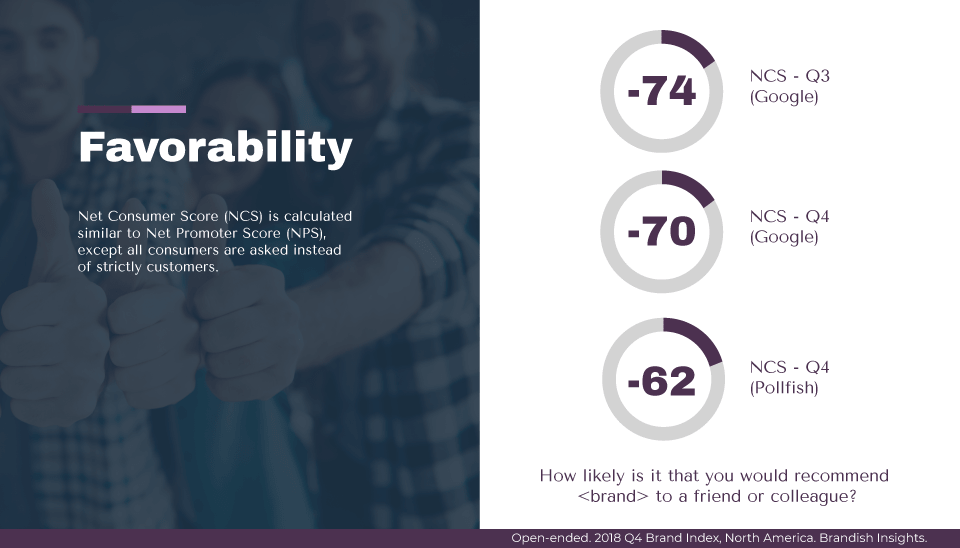 Favorability
Net Consumer Score (NCS) is calculated
similar to Net Promoter Score (NPS),
except all consumers are asked instead
of strictly customers.
-74
NCS - Q3
(Google)
-70
NCS - Q4
(Google)
-62
NCS - Q4
(Pollfish)
How likely is it that you would recommend
<brand> to a friend or colleague?
Open-ended. 2018 Q4 Brand Index, North America. Brandish Insights.